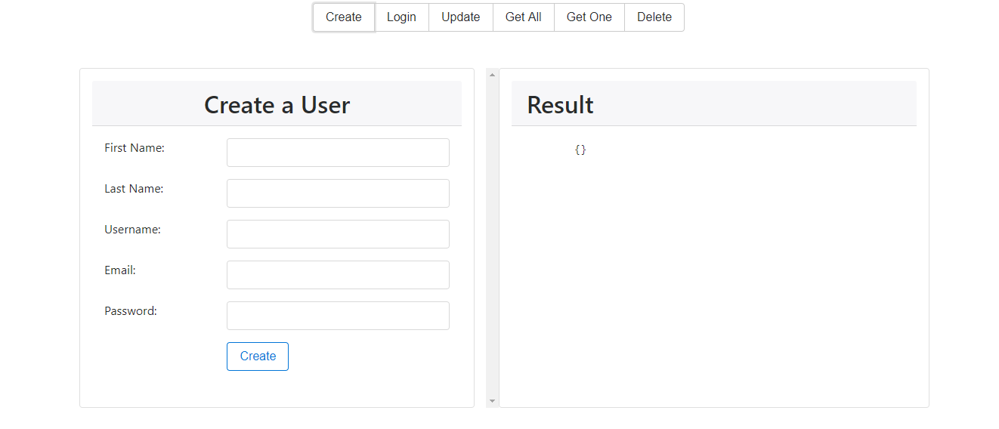 Create Login Update Get All Get One Delete
Create a User
First Name:
Last Name:
Username:
Email:
Password:
Create
Result
{}